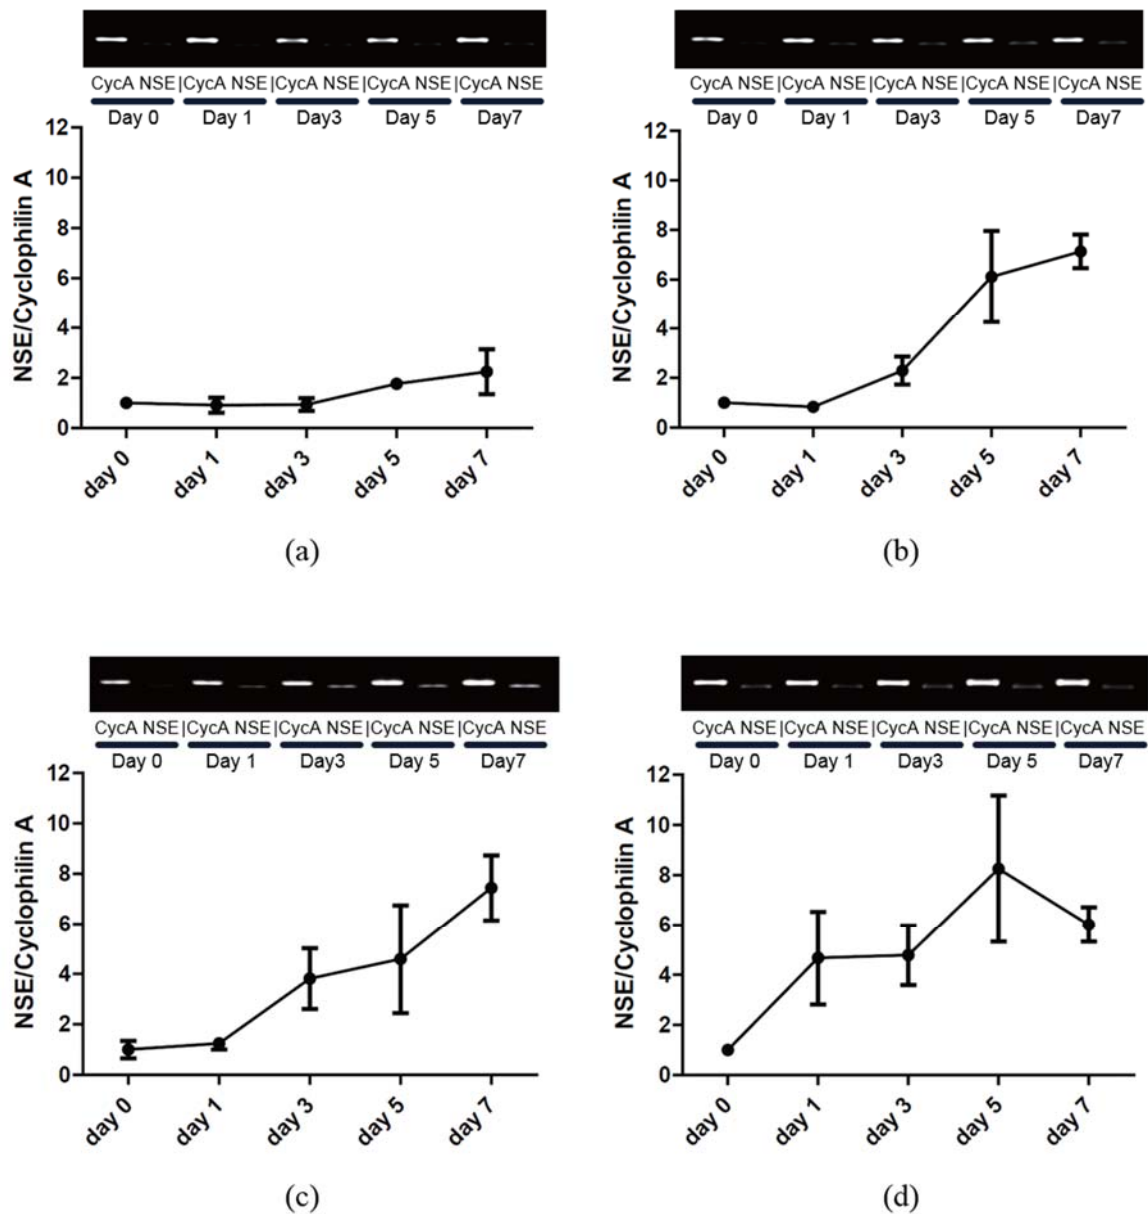 CycA NSE |CycA NSE |CycA NSE |CycA NSE |CycA NSE
Day 0 Day 1 Day3 Day 5 Day7
NSE/Cyclophilin A
12
10
8
6
4
2
0
day 0 day 1 day 3 day 5 day 7
(a)
CycA NSE |CycA NSE |CycA NSE |CycA NSE |CycA NSE
Day 0 Day 1 Day3 Day 5 Day7
NSE/Cyclophilin A
12
10
8
6
4
2
0
day 0 day 1 day 3 day 5 day 7
(b)
CycA NSE |CycA NSE |CycA NSE |CycA NSE |CycA NSE
Day 0 Day 1 Day3 Day 5 Day7
NSE/Cyclophilin A
12
10
8
6
4
2
0
day 0 day 1 day 3 day 5 day 7
(c)
CycA NSE |CycA NSE |CycA NSE |CycA NSE |CycA NSE
Day 0 Day 1 Day3 Day 5 Day7
NSE/Cyclophilin A
12
10
8
6
4
2
0
day 0 day 1 day 3 day 5 day 7
(d)